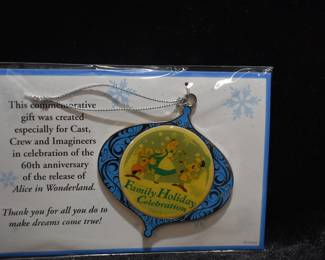 This commemorative
gift was created
especially for Cast,
Crew and Imagineers
in celebration of the
60th anniversary
of the release of
Alice in Wonderland.
Thank you for all you do to
make dreams come true!
Family Holiday
Celebration